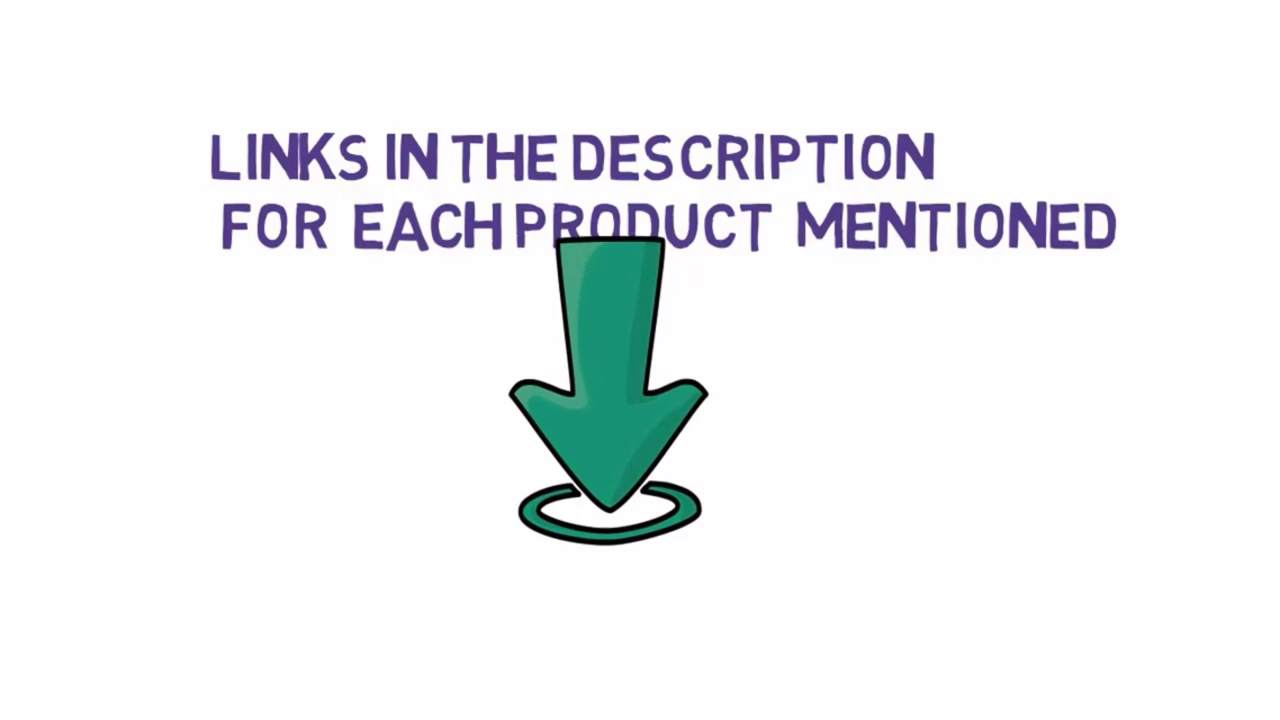 LINKS IN THE DESCRIPTION
FOR EACH PRODUCT MENTIONED